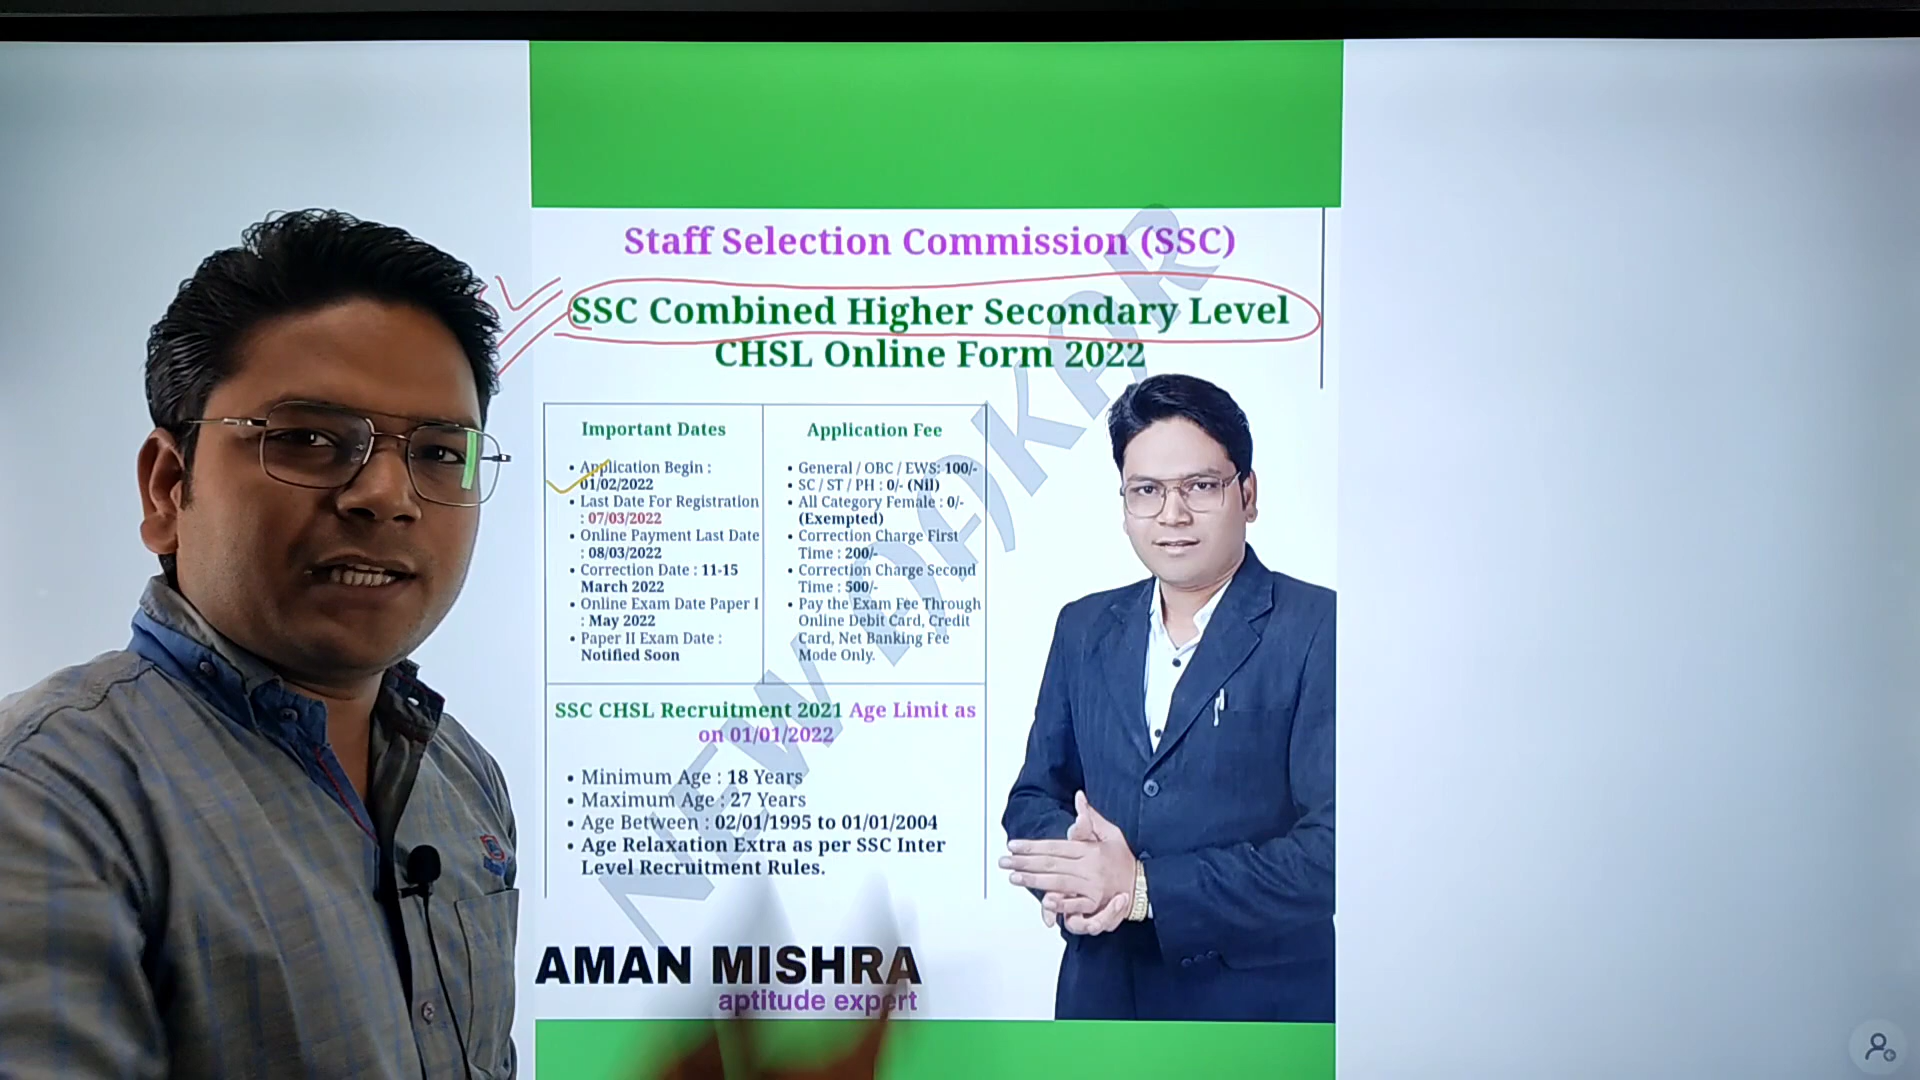 Staff Selection Commission (SSC)
SSC Combined Higher Secondary Level
CHSL Online Form 2022
Important Dates
• Application Begin :
01/02/2022
• Last Date For Registration
: 07/03/2022
• Online Payment Last Date
: 08/03/2022
• Correction Date : 11-15
March 2022
• Online Exam Date Paper I
: May 2022
• Paper II Exam Date :
Notified Soon
Application Fee
• General / OBC / EWS: 100/-
• SC / ST / PH : 0/- (Nil)
• All Category Female : 0/-
(Exempted)
• Correction Charge First
Time : 200/-
• Correction Charge Second
Time : 500/-
• Pay the Exam Fee Through
Online Debit Card, Credit
Card, Net Banking Fee
Mode Only.
SSC CHSL Recruitment 2021 Age Limit as
on 01/01/2022
• Minimum Age : 18 Years
• Maximum Age : 27 Years
• Age Between : 02/01/1995 to 01/01/2004
• Age Relaxation Extra as per SSC Inter
Level Recruitment Rules.
AMAN MISHRA
aptitude expert